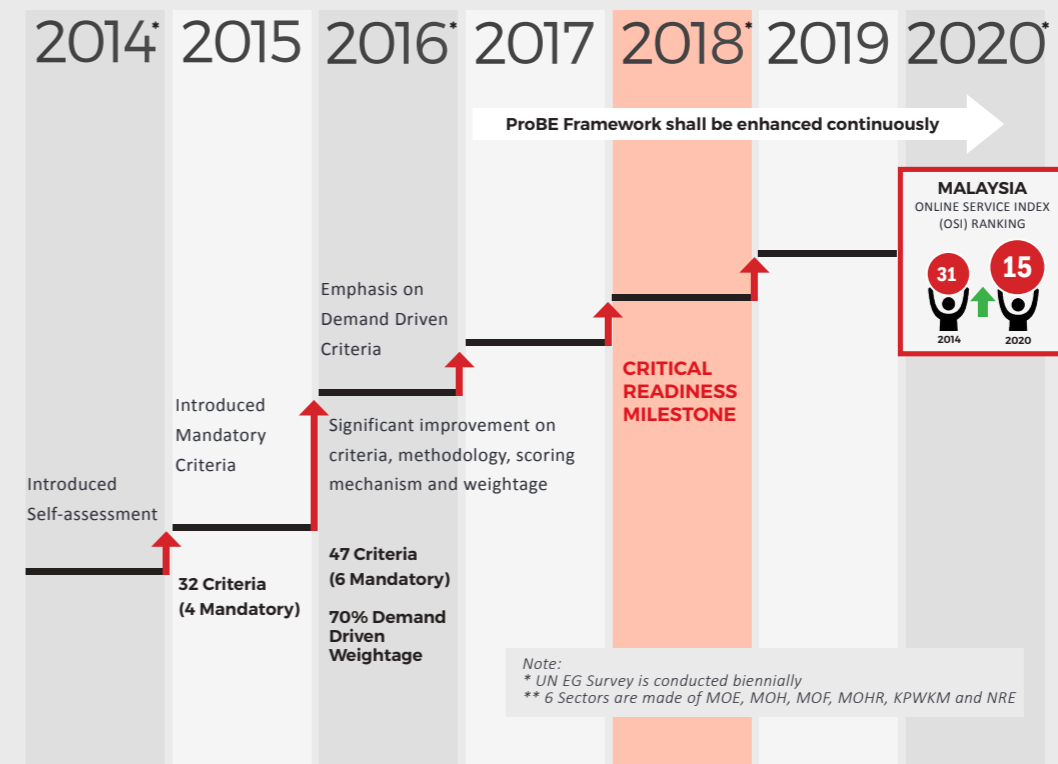 2014* 2015 2016* 2017 2018* 2019 2020*
ProBE Framework shall be enhanced continuously
MALAYSIA
ONLINE SERVICE INDEX
(OSI) RANKING
31
15
2014
2020
Introduced
Self-assessment
Introduced
Mandatory
Criteria
32 Criteria
(4 Mandatory)
Emphasis on
Demand Driven
Criteria
Significant improvement on
criteria, methodology, scoring
mechanism and weightage
47 Criteria
(6 Mandatory)
70% Demand
Driven
Weightage
CRITICAL
READINESS
MILESTONE
Note:
* UN EG Survey is conducted biennially
** 6 Sectors are made of MOE, MOH, MOF, MOHR, KPWKM and NRE